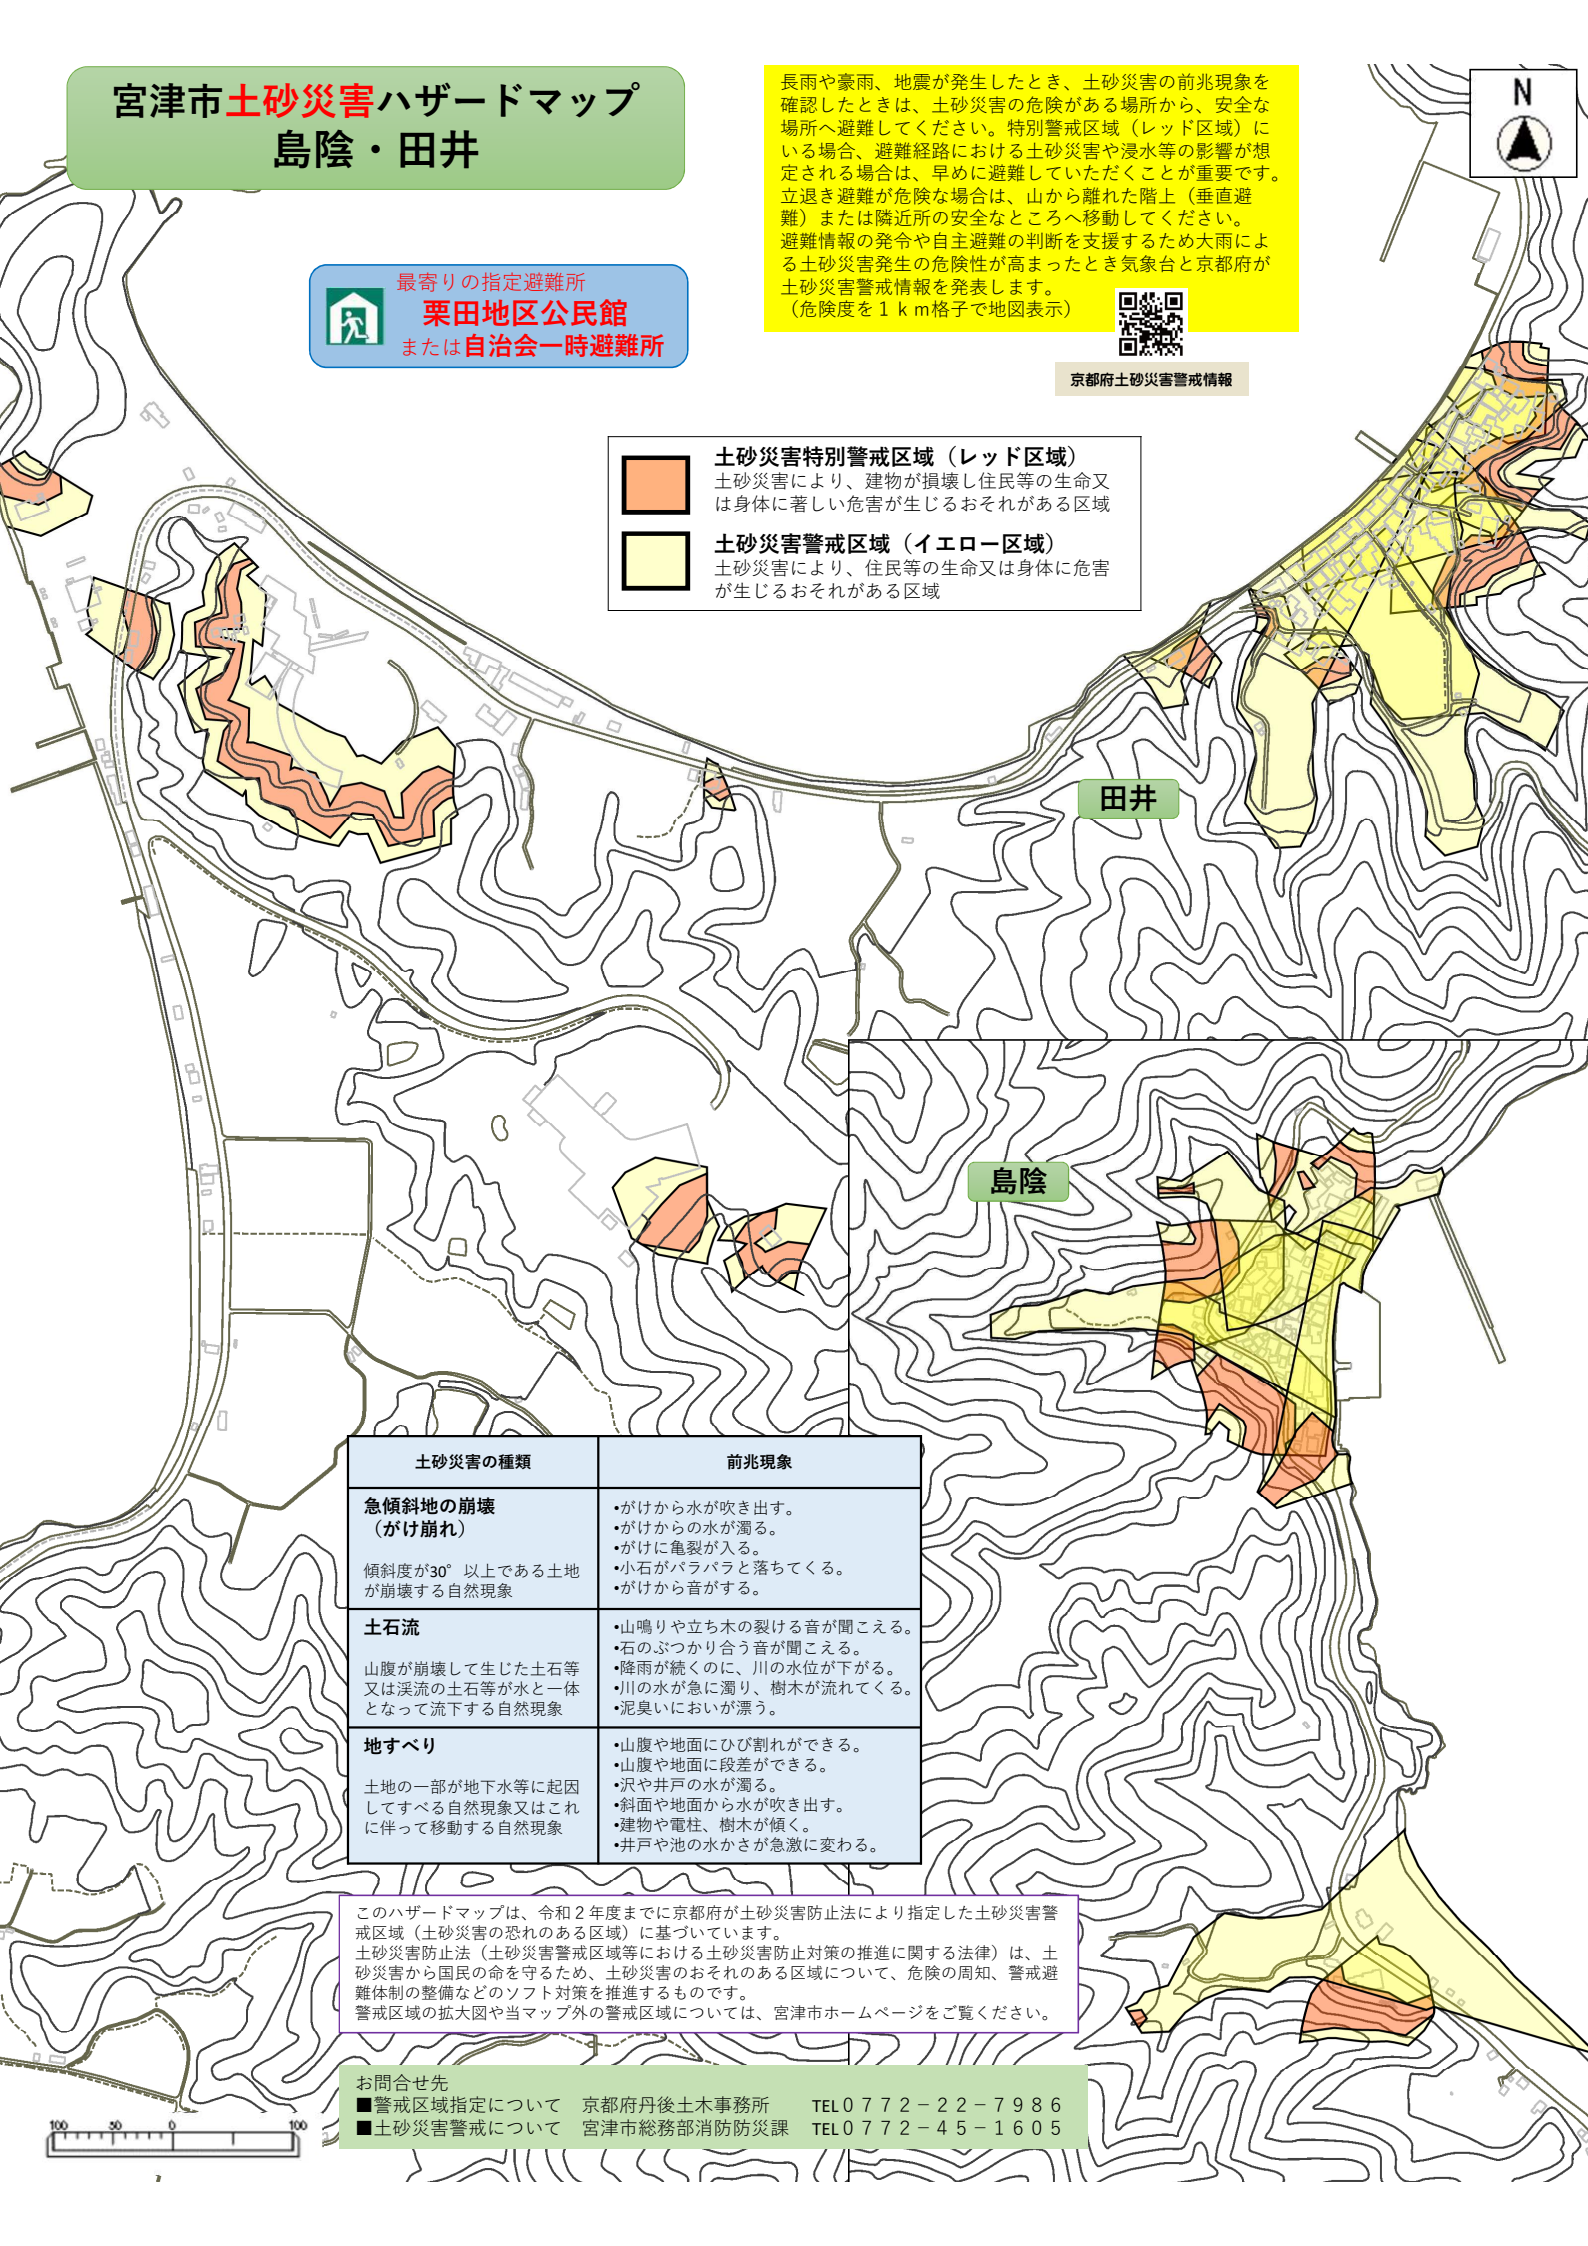 宮津市土砂災害ハザードマップ
島陰・田井
長雨や豪雨、地震が発生したとき、土砂災害の前兆現象を
確認したときは、土砂災害の危険がある場所から、安全な
場所へ避難してください。特別警戒区域（レッド区域）に
いる場合、避難経路における土砂災害や浸水等の影響が想
定される場合は、早めに避難していただくことが重要です。
立退き避難が危険な場合は、山から離れた階上（垂直避
難）または隣近所の安全なところへ移動してください。
避難情報の発令や自主避難の判断を支援するため大雨によ
る土砂災害発生の危険性が高まったとき気象台と京都府が
土砂災害警戒情報を発表します。
（危険度を１ｋｍ格子で地図表示）
京都府土砂災害警戒情報
N
最寄りの指定避難所
栗田地区公民館
または自治会一時避難所
土砂災害特別警戒区域（レッド区域）
土砂災害により、建物が損壊し住民等の生命又
は身体に著しい危害が生じるおそれがある区域
土砂災害警戒区域（イエロー区域）
土砂災害により、住民等の生命又は身体に危害
が生じるおそれがある区域
田井
島陰
土砂災害の種類
前兆現象
急傾斜地の崩壊
（がけ崩れ）
傾斜度が30°以上である土地
が崩壊する自然現象
•がけから水が吹き出す。
•がけからの水が濁る。
•がけに亀裂が入る。
•小石がパラパラと落ちてくる。
•がけから音がする。
土石流
山腹が崩壊して生じた土石等
又は渓流の土石等が水と一体
となって流下する自然現象
•山鳴りや立ち木の裂ける音が聞こえる。
•石のぶつかり合う音が聞こえる。
•降雨が続くのに、川の水位が下がる。
•川の水が急に濁り、樹木が流れてくる。
•泥臭いにおいが漂う。
地すべり
土地の一部が地下水等に起因
してすべる自然現象又はこれ
に伴って移動する自然現象
•山腹や地面にひび割れができる。
•山腹や地面に段差ができる。
•沢や井戸の水が濁る。
•斜面や地面から水が吹き出す。
•建物や電柱、樹木が傾く。
•井戸や池の水かさが急激に変わる。
このハザードマップは、令和２年度までに京都府が土砂災害防止法により指定した土砂災害警
戒区域（土砂災害の恐れのある区域）に基づいています。
土砂災害防止法（土砂災害警戒区域等における土砂災害防止対策の推進に関する法律）は、土
砂災害から国民の命を守るため、土砂災害のおそれのある区域について、危険の周知、警戒避
難体制の整備などのソフト対策を推進するものです。
警戒区域の拡大図や当マップ外の警戒区域については、宮津市ホームページをご覧ください。
お問合せ先
■警戒区域指定について　京都府丹後土木事務所　TEL０７７２－２２－７９８６
■土砂災害警戒について　宮津市総務部消防防災課　TEL０７７２－４５－１６０５
100 50 0 100